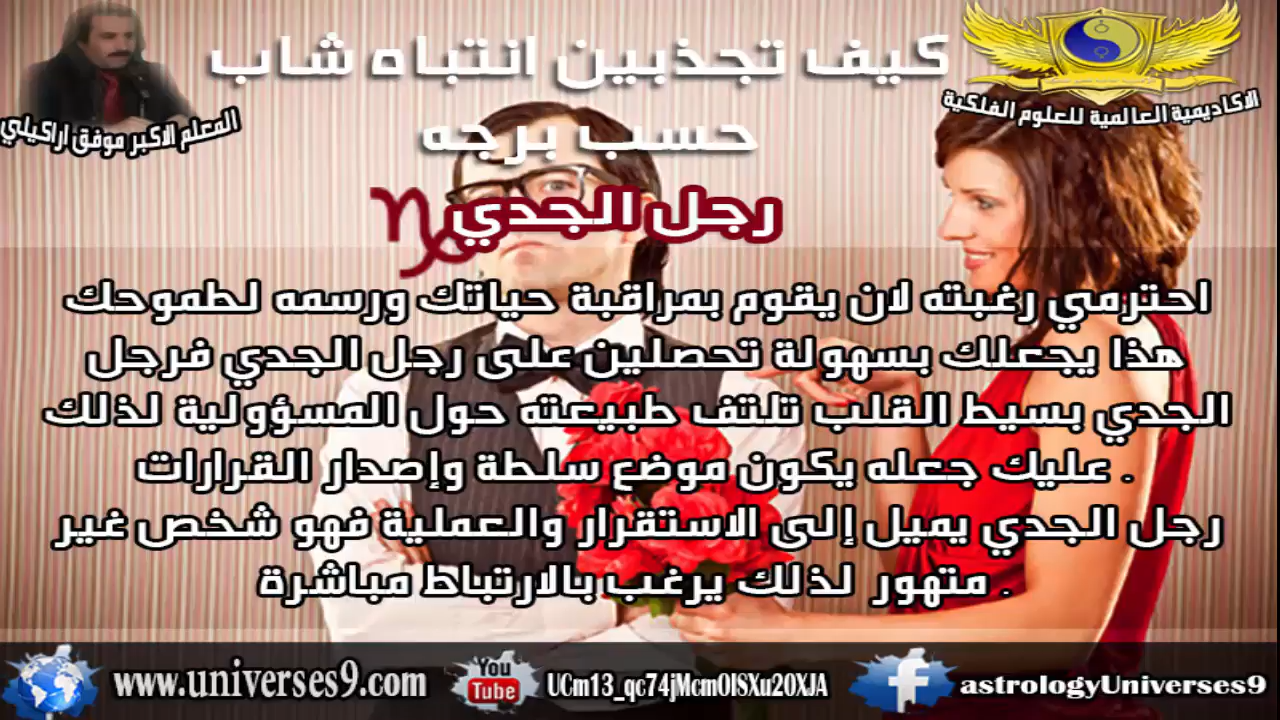 كيف تجذبين انتباه شاب
حسب برجه
رجل الجدي
الاكاديمية العالمية للعلوم الفلكية
المعلم الاكبر موفق اراكيلي
احترمي رغبته لان يقوم بمراقبة حياتك ورسمه لطموحك
هذا يجعلك بسهولة تحصلين على رجل الجدي فرجل
الجدي بسيط القلب تلتف طبيعته حول المسؤولية لذلك
عليك جعله يكون موضع سلطة وإصدار القرارات .
رجل الجدي يميل إلى الاستقرار والعملية فهو شخص غير
متهور لذلك يرغب بالارتباط مباشرة .
www.universes9.com
You Tube
UCm13_qc74jMcmOlSXu20XJA
f
astrologyUniverses9